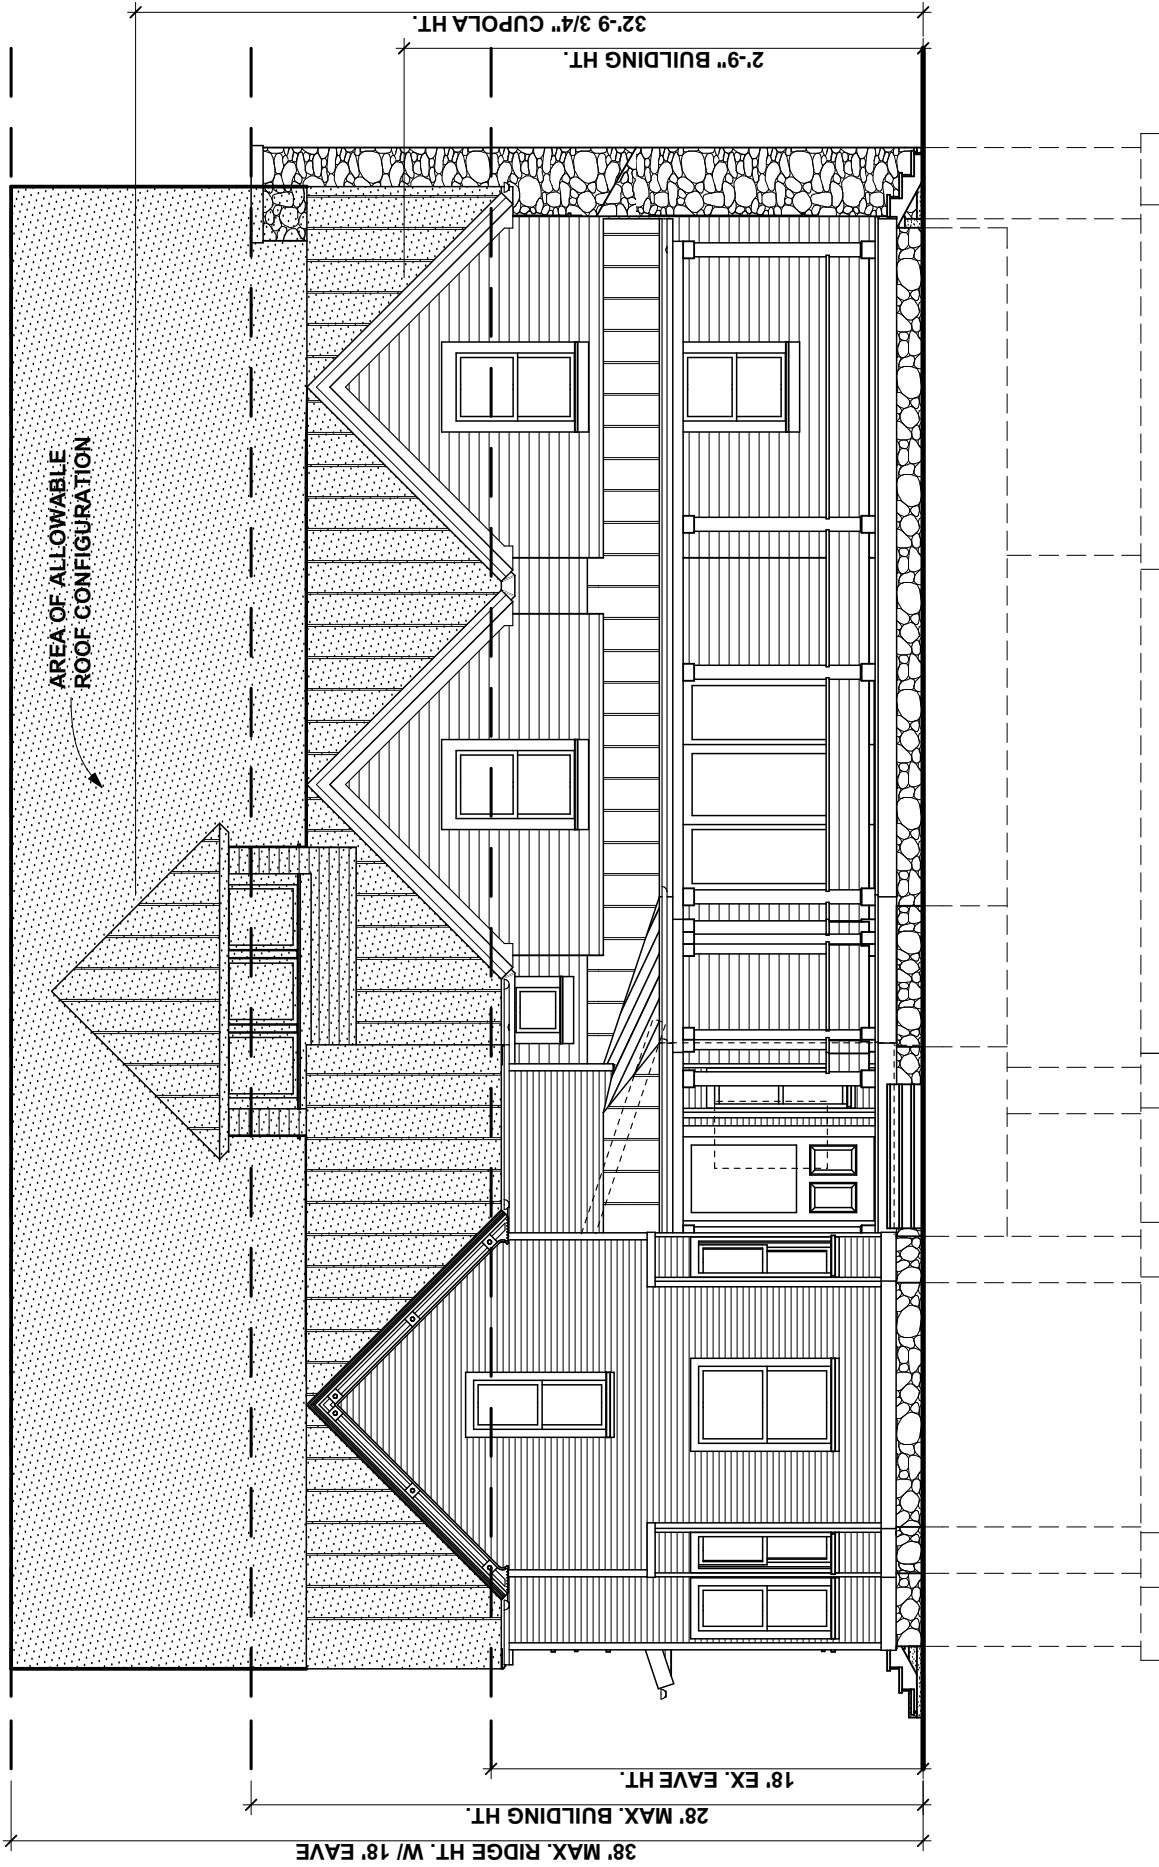 32'-9 3/4" CUPOLA HT.
2'-9" BUILDING HT.
AREA OF ALLOWABLE
ROOF CONFIGURATION
18' EX. EAVE HT.
28' MAX. BUILDING HT.
38' MAX. RIDGE HT. W/ 18' EAVE